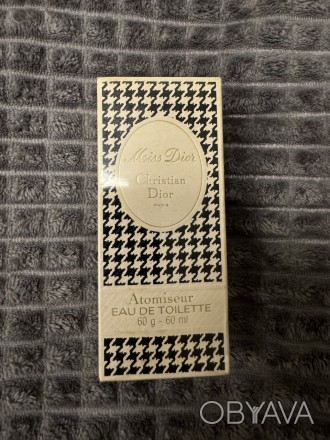 Miss Dior
Christian
Dior
PARIS
Atomiseur
EAU DE TOILETTE
60 g - 60 ml
OBYAVA